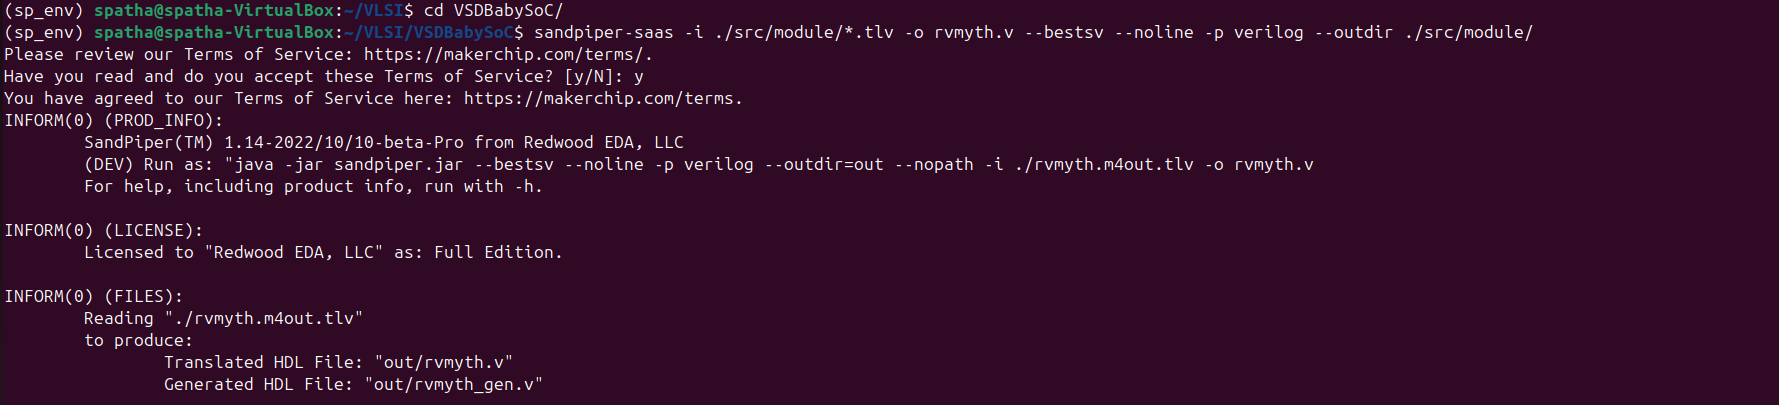 (sp_env) spatha@spatha-VirtualBox:~/VLSI$ cd VSDBabySoC/
(sp_env) spatha@spatha-VirtualBox:~/VLSI/VSDBabySoC$ sandpiper-saas -i ./src/module/*.tlv -o rvmyth.v --bestsv --noline -p verilog --outdir ./src/module/
Please review our Terms of Service: https://makerchip.com/terms/.
Have you read and do you accept these Terms of Service? [y/N]: y
You have agreed to our Terms of Service here: https://makerchip.com/terms.
INFORM(0) (PROD_INFO):
        SandPiper(TM) 1.14-2022/10/10-beta-Pro from Redwood EDA, LLC
        (DEV) Run as: "java -jar sandpiper.jar --bestsv --noline -p verilog --outdir=out --nopath -i ./rvmyth.m4out.tlv -o rvmyth.v
        For help, including product info, run with -h.

INFORM(0) (LICENSE):
        Licensed to "Redwood EDA, LLC" as: Full Edition.

INFORM(0) (FILES):
        Reading "./rvmyth.m4out.tlv"
        to produce:
                Translated HDL File: "out/rvmyth.v"
                Generated HDL File: "out/rvmyth_gen.v"